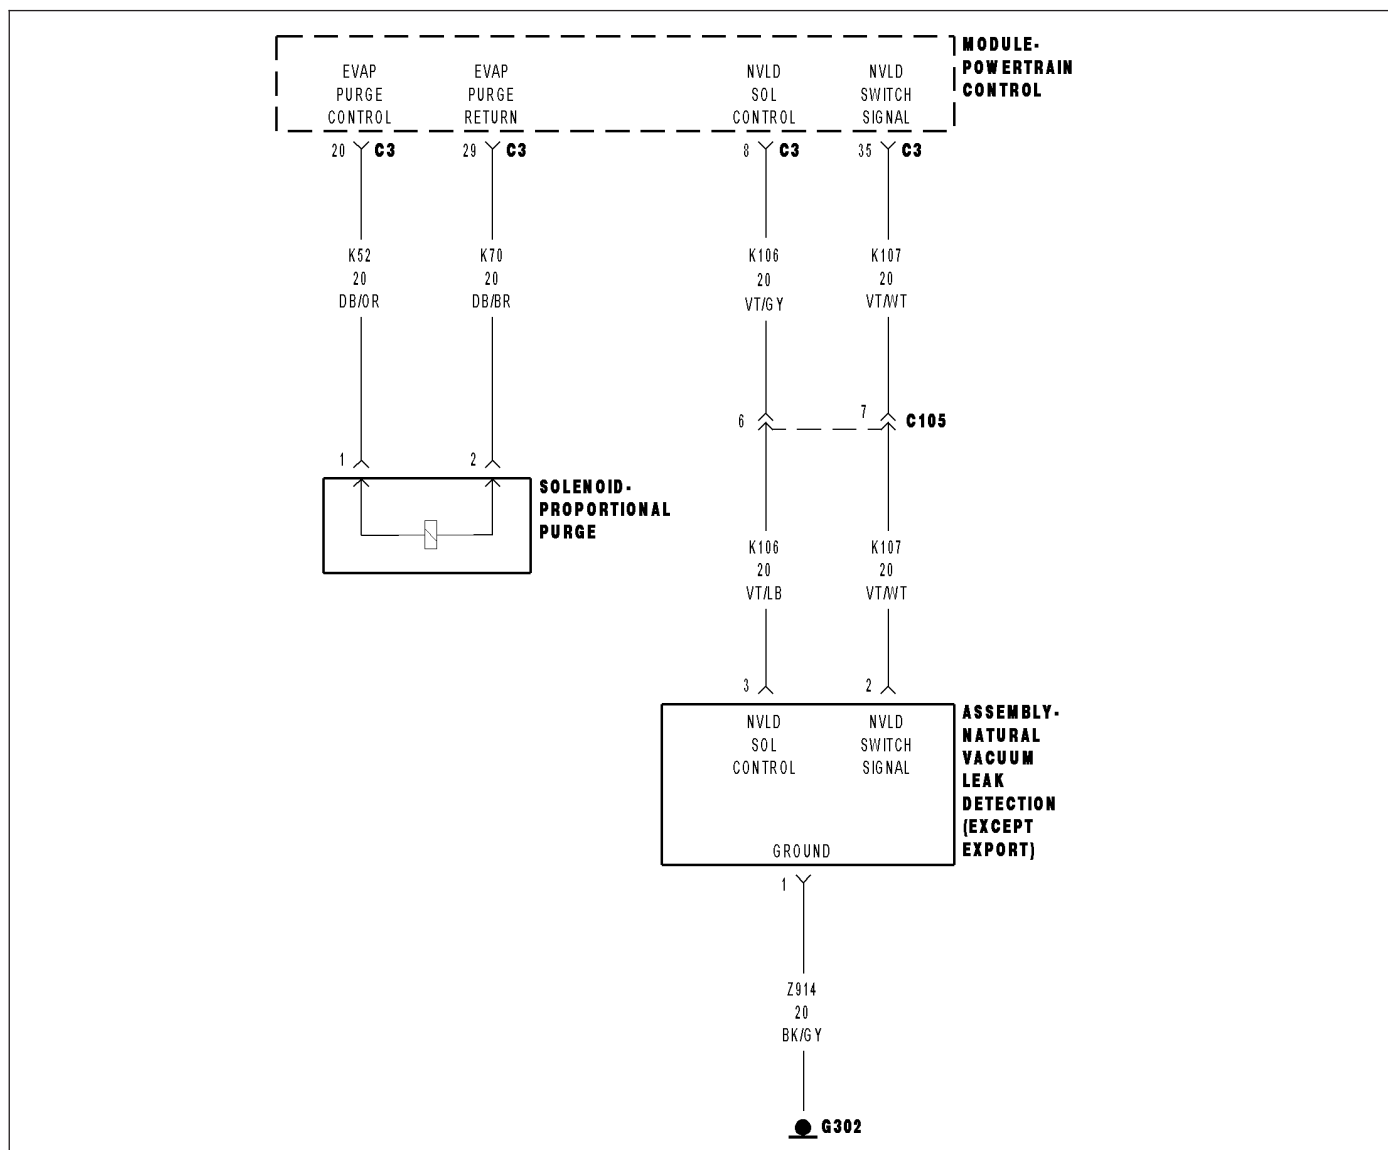 MODULE-
POWERTRAIN
CONTROL
EVAP
PURGE
CONTROL
EVAP
PURGE
RETURN
NVLD
SOL
CONTROL
NVLD
SWITCH
SIGNAL
20 C3
29 C3
8 C3
35 C3
K52
20
DB/OR
K70
20
DB/BR
K106
20
VT/GY
K107
20
VT/WT
6
7
C105
1
2
SOLENOID-
PROPORTIONAL
PURGE
K106
20
VT/LB
K107
20
VT/WT
3
2
NVLD
SOL
CONTROL
NVLD
SWITCH
SIGNAL
GROUND
ASSEMBLY-
NATURAL
VACUUM
LEAK
DETECTION
(EXCEPT
EXPORT)
1
Z914
20
BK/GY
G302